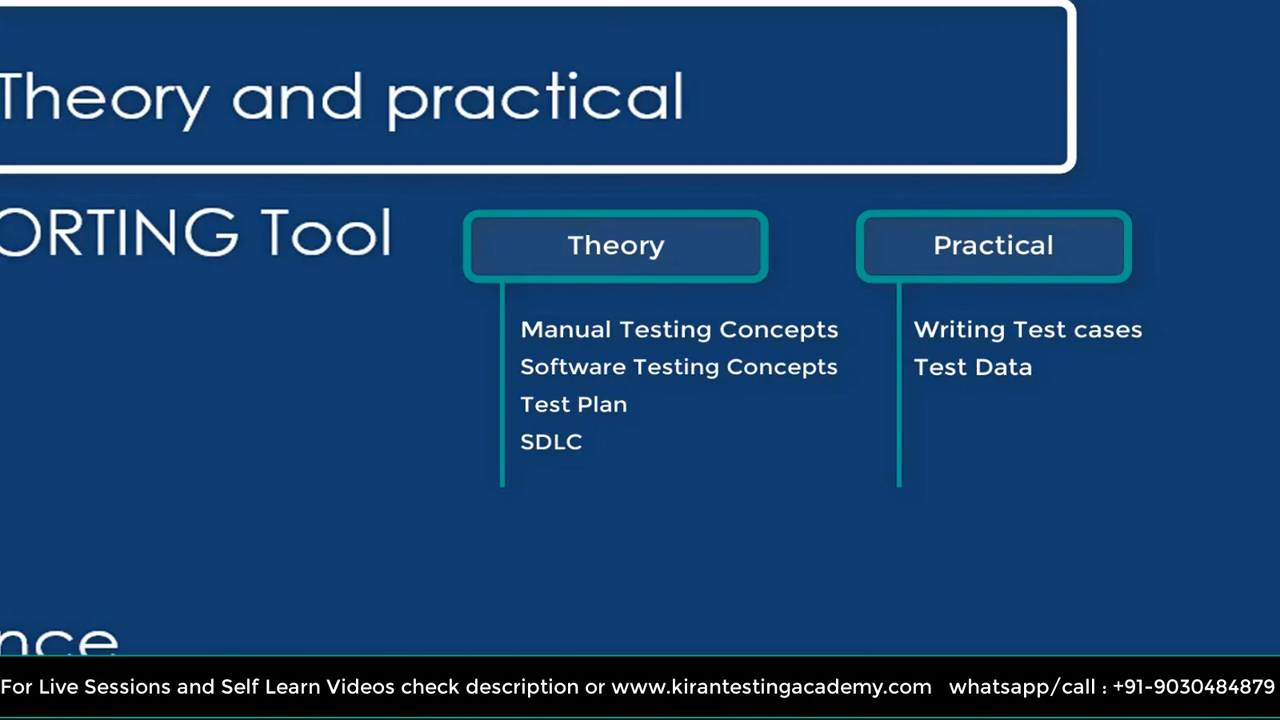 Theory and practical
ORTING Tool
Theory
Manual Testing Concepts
Software Testing Concepts
Test Plan
SDLC
Practical
Writing Test cases
Test Data
nce
For Live Sessions and Self Learn Videos check description or www.kirantestingacademy.com whatsapp/call : +91-9030484879